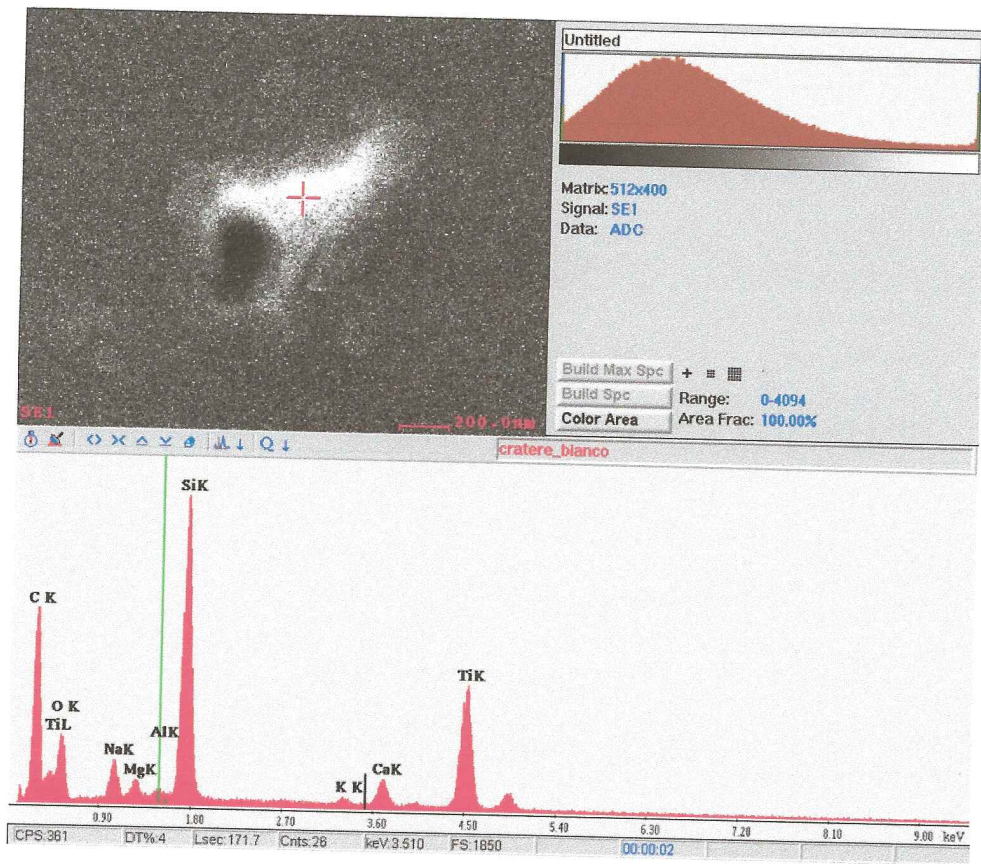 Untitled
Matrix: 512x400
Signal: SE1
Data: ADC
Build Max Spc
Build Spc
Range: 0-4094
Color Area
Area Frac: 100.00%
SE1
200.0nm
cratere_bianco
SiK
C K
O K
TiL
NaK
MgK
AlK
K K
CaK
TiK
0.90 1.80 2.70 3.60 4.50 5.40 6.30 7.20 8.10 9.00 keV
CPS:361 DT%:4 Lsec:171.7 Cnts:26 keV:3.510 FS:1850 00:00:02